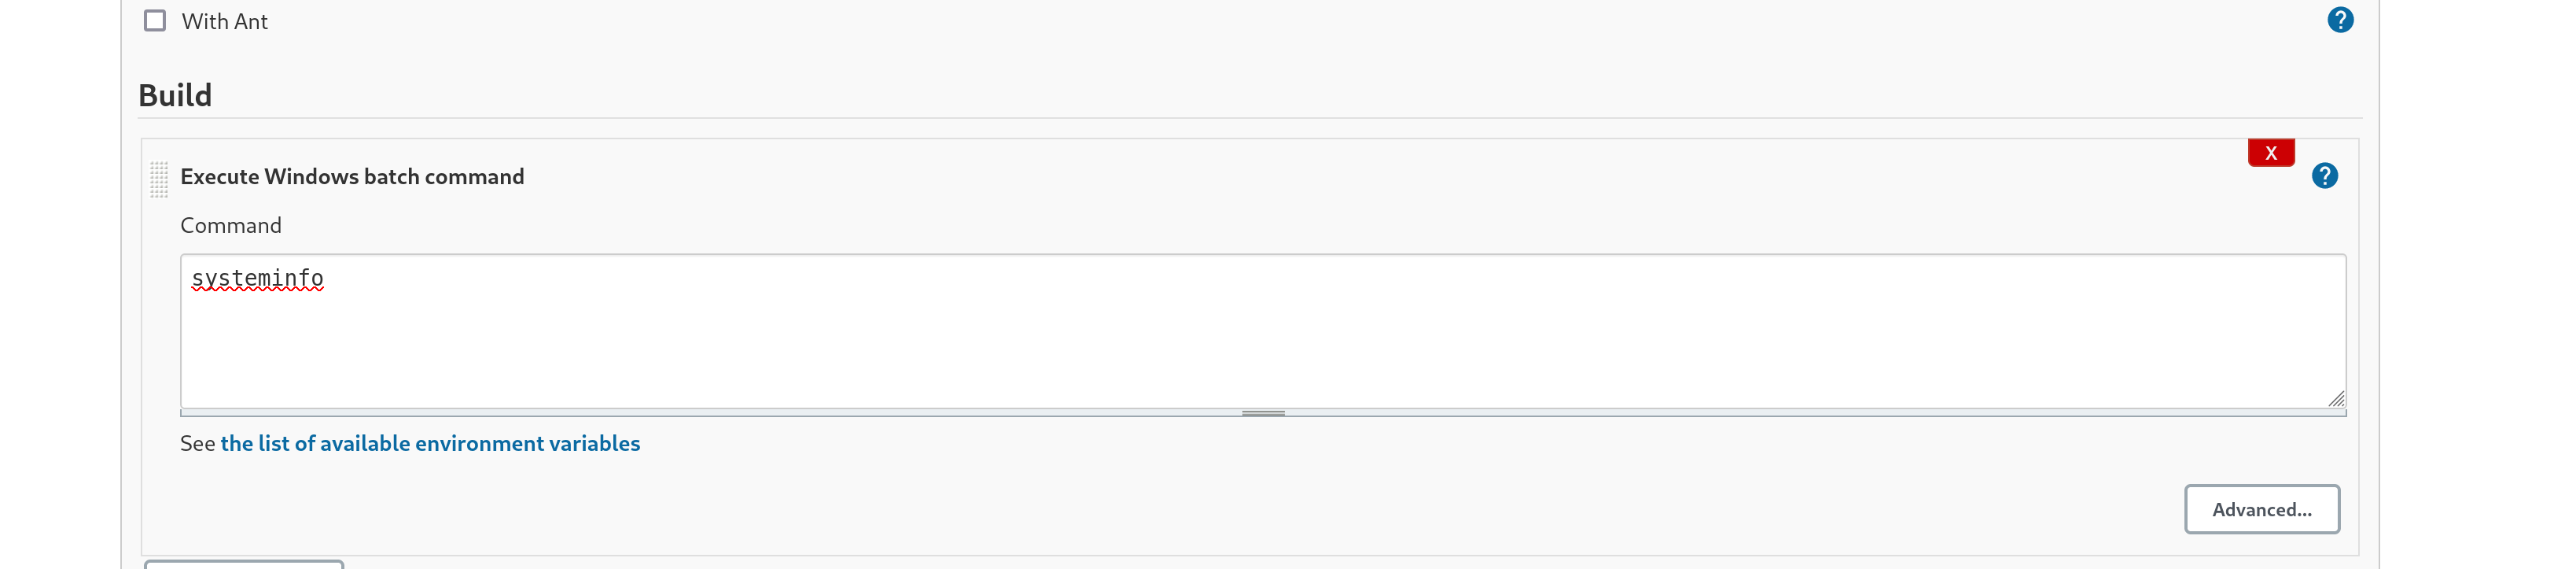 With Ant
?
Build
X
Execute Windows batch command
?
Command
systeminfo
See the list of available environment variables
Advanced...